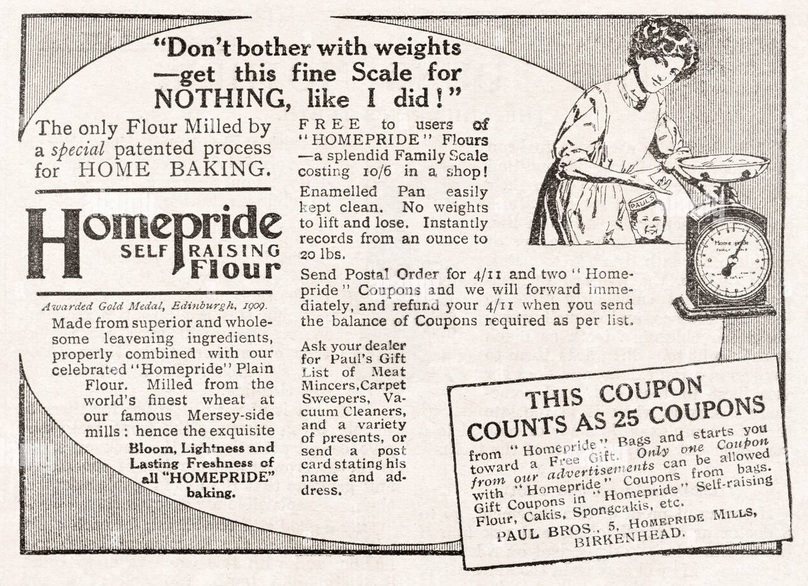 "Don't bother with weights
—get this fine Scale for
NOTHING, like I did!"
The only Flour Milled by
a special patented process
for HOME BAKING.
Homepride
SELF RAISING
Flour
Awarded Gold Medal, Edinburgh, 1909.
Made from superior and whole-
some leavening ingredients,
properly combined with our
celebrated "Homepride" Plain
Flour. Milled from the
world's finest wheat at
our famous Mersey-side
mills: hence the exquisite
Bloom, Lightness and
Lasting Freshness of
all "HOMEPRIDE"
baking.
FREE to users of
"HOMEPRIDE" Flours
—a splendid Family Scale
costing 10/6 in a shop!
Enamelled Pan easily
kept clean. No weights
to lift and lose. Instantly
records from an ounce to
20 lbs.
Send Postal Order for 4/11 and two "Home-
pride" Coupons and we will forward imme-
diately, and refund your 4/11 when you send
the balance of Coupons required as per list.
Ask your dealer
for Paul's Gift
List of Meat
Mincers, Carpet
Sweepers, Va-
cuum Cleaners,
and a variety
of presents, or
send a post
card stating his
name and ad-
dress.
PAUL'S
Home pride
THIS COUPON
COUNTS AS 25 COUPONS
from "Homepride" Bags and starts you
toward a Free Gift. Only one Coupon
from our advertisements can be allowed
with "Homepride" Coupons from bags.
Gift Coupons in "Homepride" Self-raising
Flour, Cakis, Spongcakis, etc.
PAUL BROS., 5, HOMEPRIDE MILLS,
BIRKENHEAD.